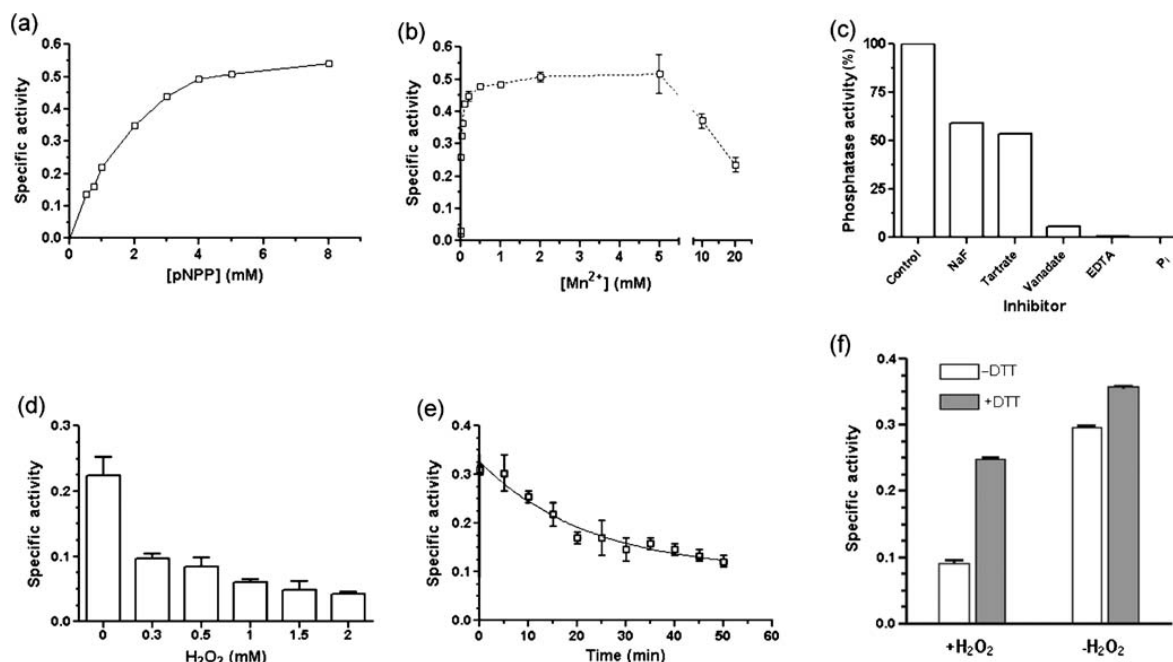 (a)
Specific activity
0.6
0.5
0.4
0.3
0.2
0.1
0.0
0 2 4 6 8
[pNPP] (mM)
(b)
Specific activity
0.6
0.5
0.4
0.3
0.2
0.1
0.0
0 1 2 3 4 5 10 20
[Mn²⁺] (mM)
(c)
Phosphatase activity (%)
100
75
50
25
0
Control NaF Tartrate Vanadate EDTA Pᵢ
Inhibitor
(d)
Specific activity
0.3
0.2
0.1
0.0
0 0.3 0.5 1 1.5 2
H₂O₂ (mM)
(e)
Specific activity
0.4
0.3
0.2
0.1
0.0
0 10 20 30 40 50 60
Time (min)
(f)
Specific activity
0.4
0.3
0.2
0.1
0.0
–DTT
+DTT
+H₂O₂ -H₂O₂